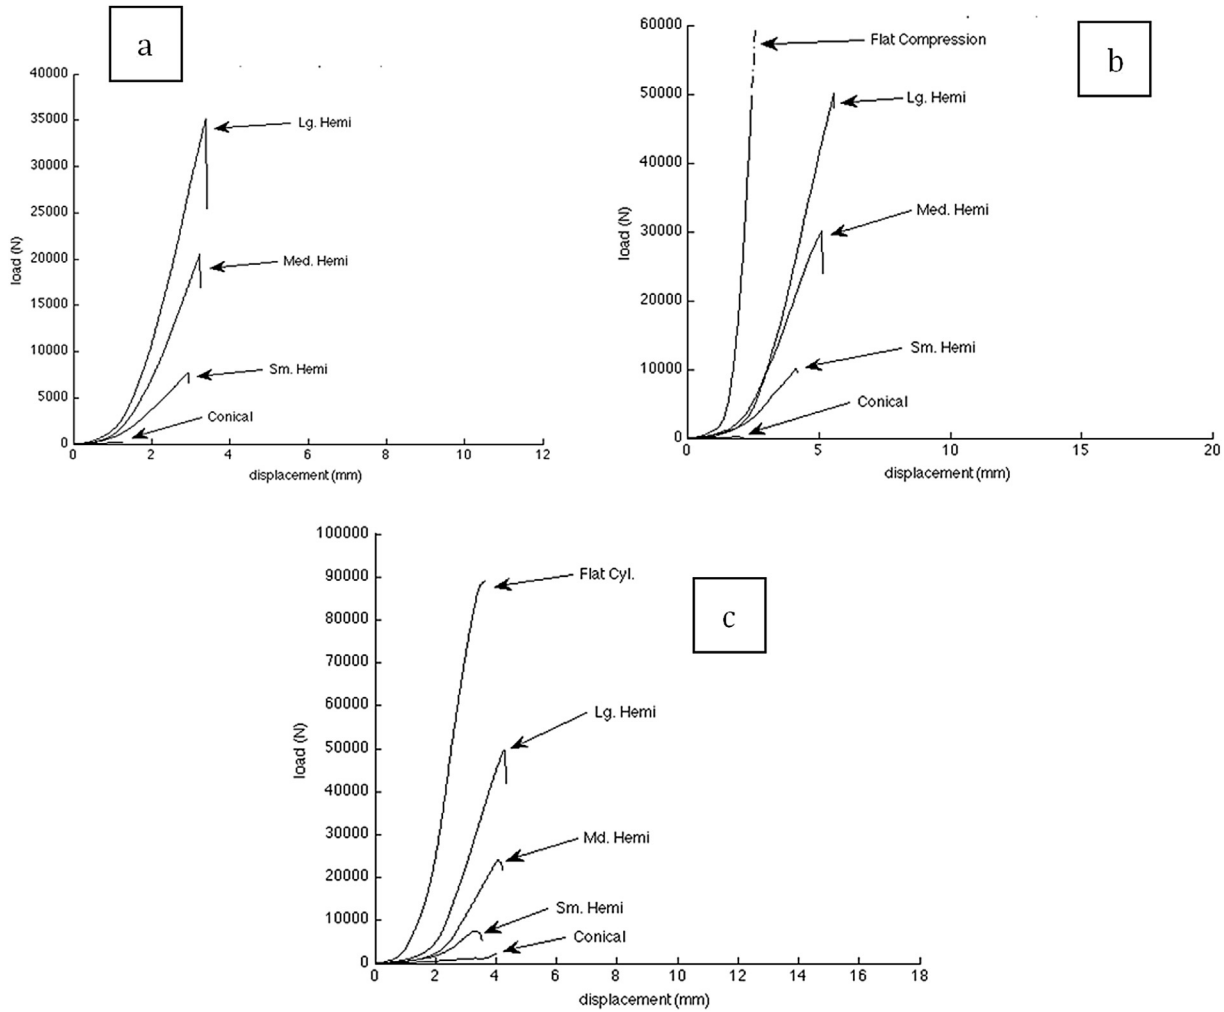 a
40000
35000
30000
25000
20000
15000
10000
5000
0
load (N)
Lg. Hemi
Med. Hemi
Sm. Hemi
Conical
0 2 4 6 8 10 12
displacement (mm)
b
60000
50000
40000
30000
20000
10000
0
load (N)
Flat Compression
Lg. Hemi
Med. Hemi
Sm. Hemi
Conical
0 5 10 15 20
displacement (mm)
c
100000
90000
80000
70000
60000
50000
40000
30000
20000
10000
0
load (N)
Flat Cyl.
Lg. Hemi
Md. Hemi
Sm. Hemi
Conical
0 2 4 6 8 10 12 14 16 18
displacement (mm)